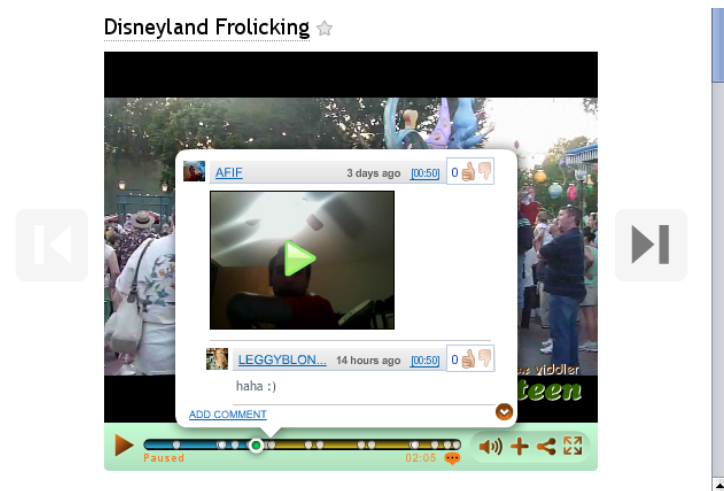 Disneyland Frolicking
AFIF 3 days ago [00:50] 0
LEGGYBLON... 14 hours ago [00:50] 0
haha :)
viddler
teen
ADD COMMENT
Paused 02:05